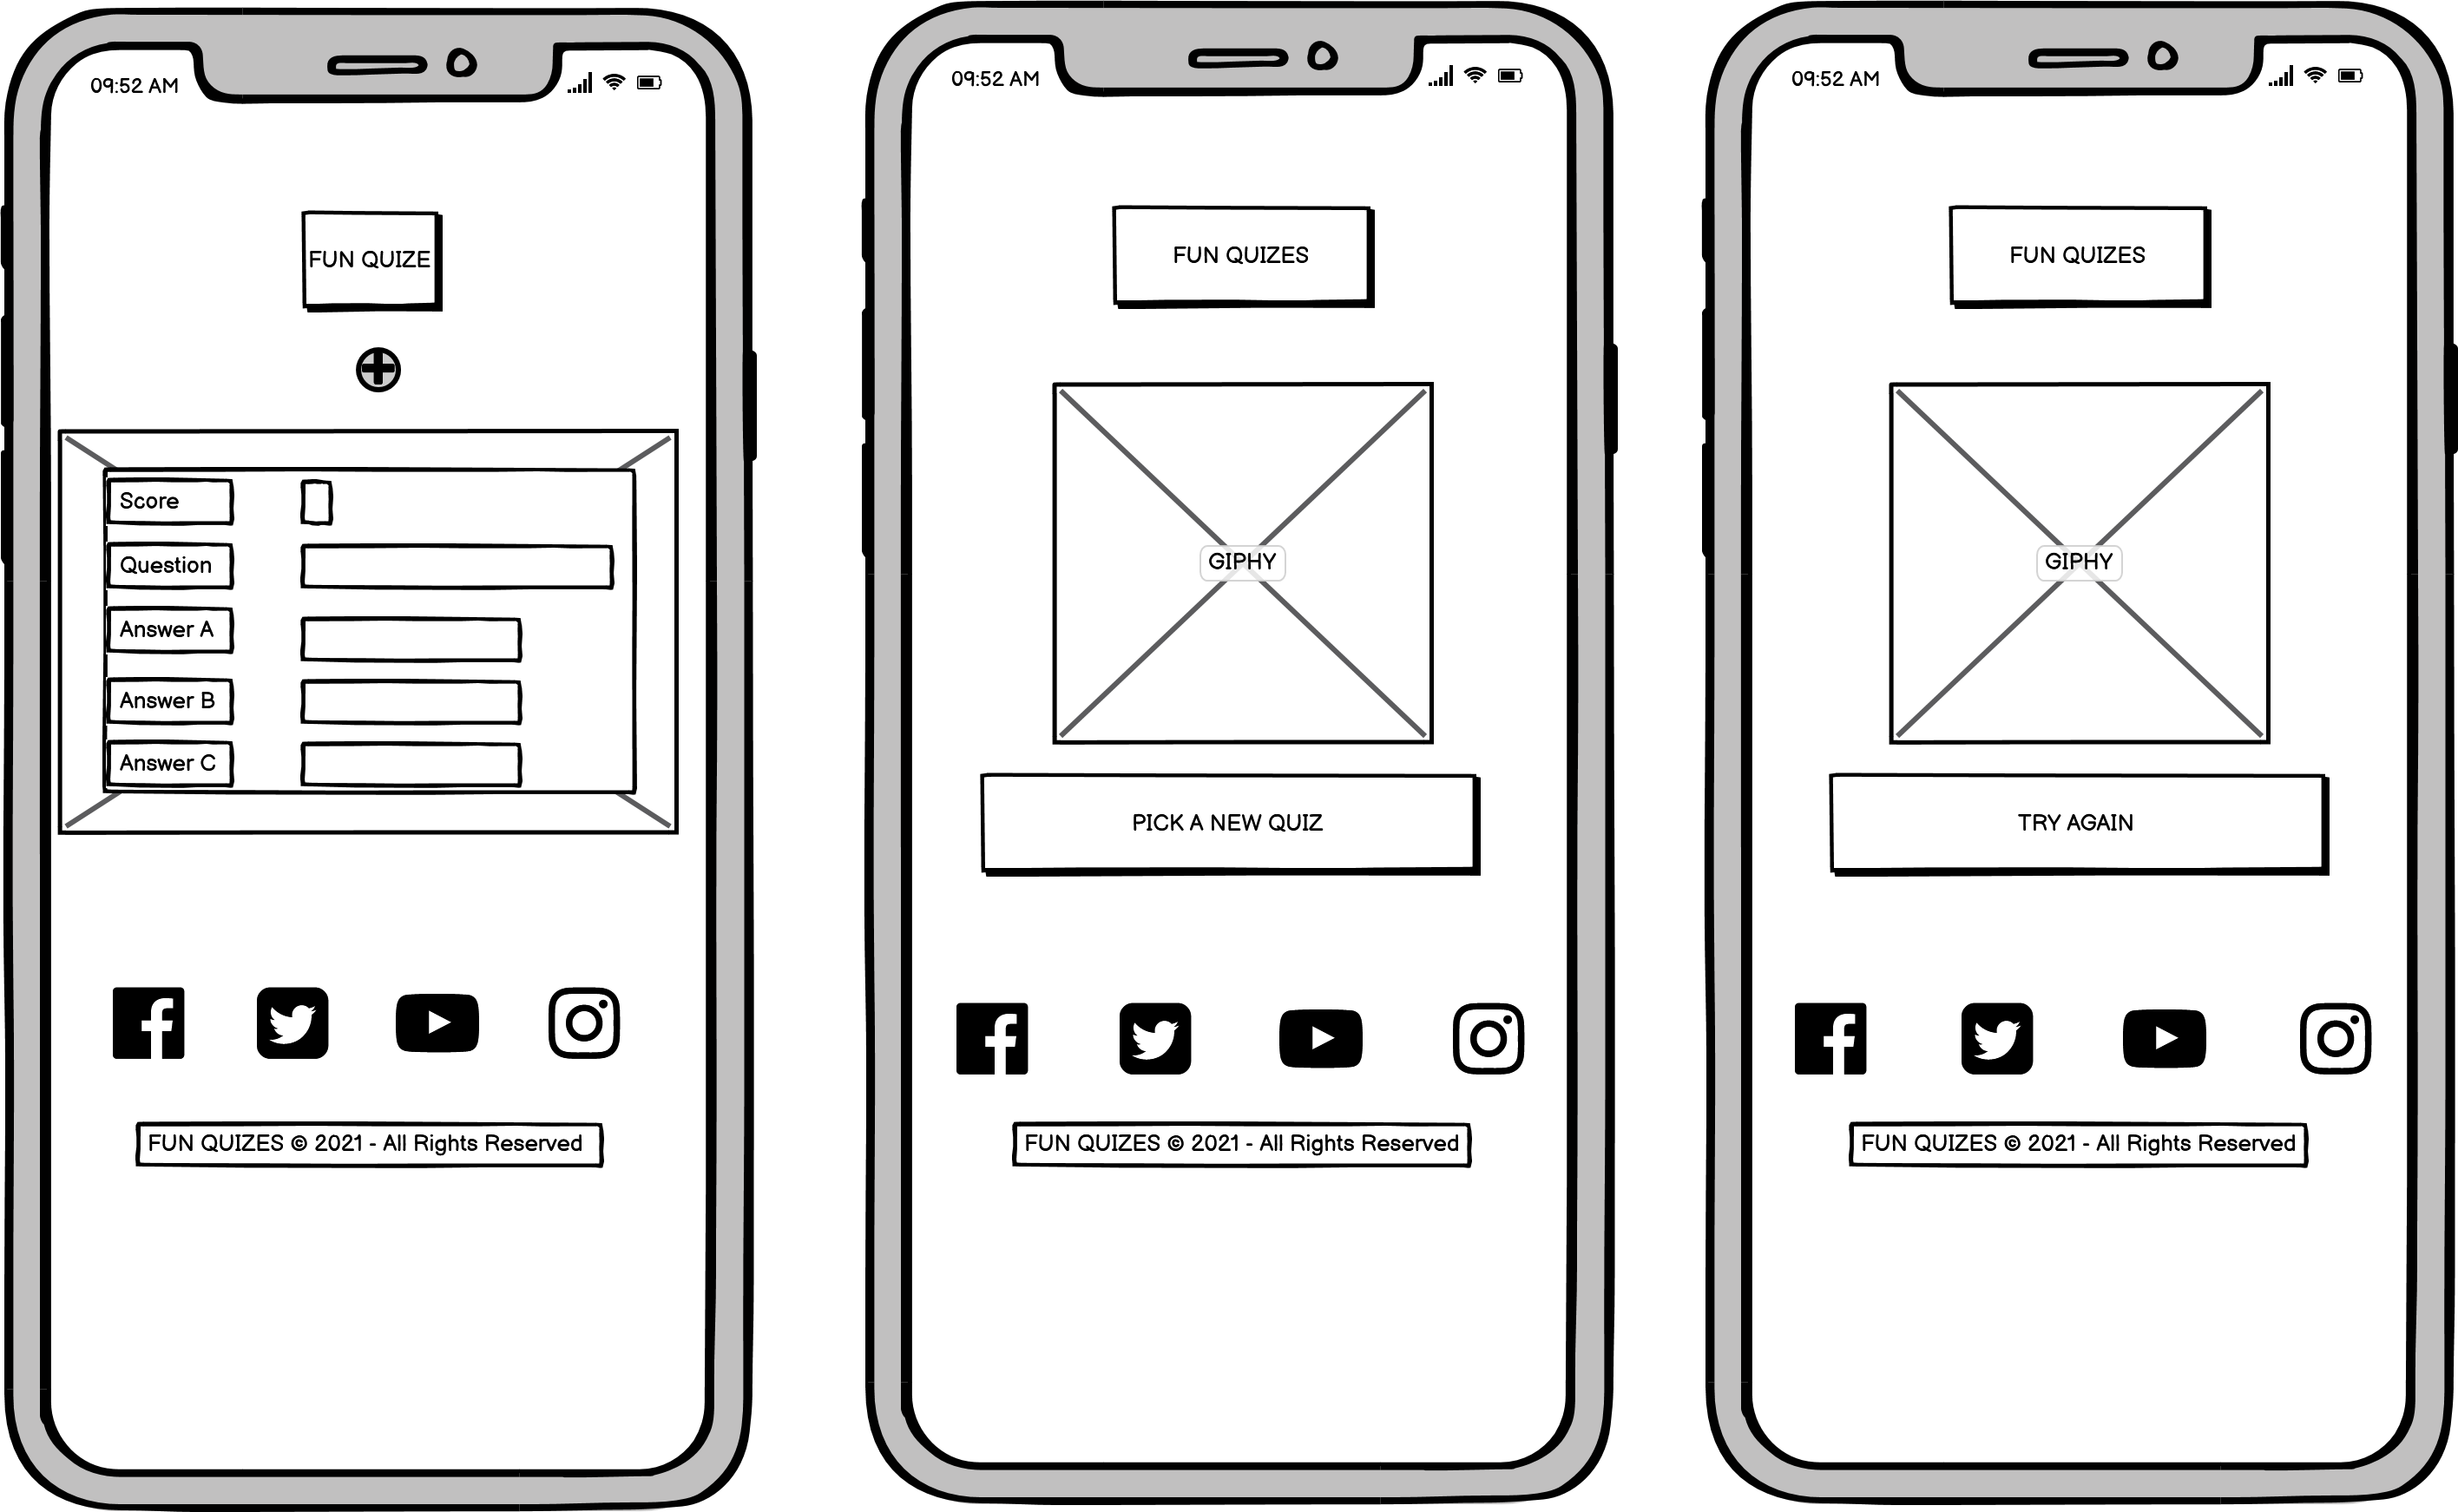 09:52 AM
FUN QUIZE
Score
Question
Answer A
Answer B
Answer C
FUN QUIZES © 2021 - All Rights Reserved
09:52 AM
FUN QUIZES
GIPHY
PICK A NEW QUIZ
FUN QUIZES © 2021 - All Rights Reserved
09:52 AM
FUN QUIZES
GIPHY
TRY AGAIN
FUN QUIZES © 2021 - All Rights Reserved